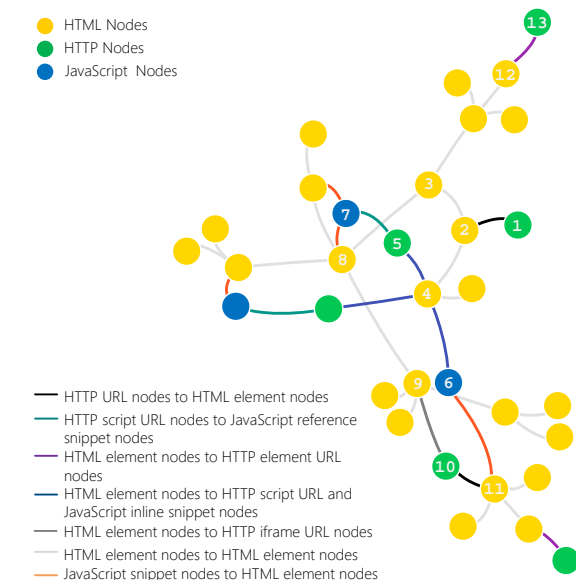 HTML Nodes
HTTP Nodes
JavaScript Nodes
13
12
3
7
2
1
5
8
4
9
6
10
11
HTTP URL nodes to HTML element nodes
HTTP script URL nodes to JavaScript reference
snippet nodes
HTML element nodes to HTTP element URL
nodes
HTML element nodes to HTTP script URL and
JavaScript inline snippet nodes
HTML element nodes to HTTP iframe URL nodes
HTML element nodes to HTML element nodes
JavaScript snippet nodes to HTML element nodes